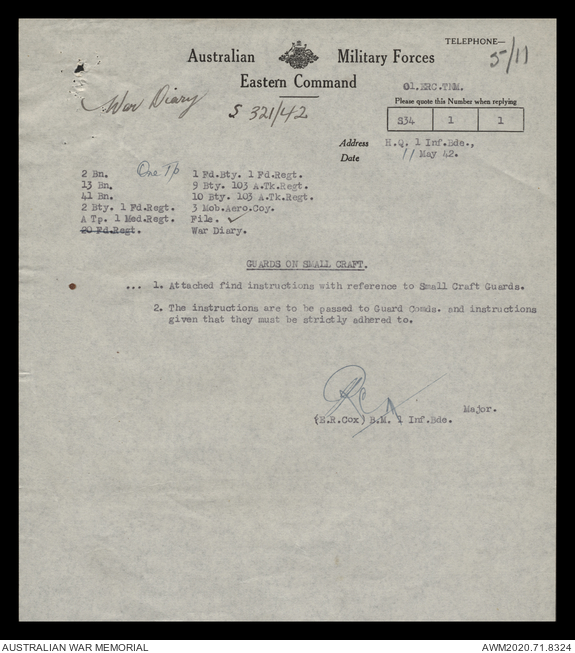 TELEPHONE—
5/11
Australian Military Forces
Eastern Command
War Diary
S 321/42
01.ERC.TMM.
Please quote this Number when replying
S34 1 1
Address H.Q. 1 Inf.Bde.,
Date 11 May 42.
2 Bn. One Tp 1 Fd.Bty. 1 Fd.Regt.
13 Bn. 9 Bty. 103 A.Tk.Regt.
41 Bn. 10 Bty. 103 A.Tk.Regt.
2 Bty. 1 Fd.Regt. 3 Mob.Aero.Coy.
A Tp. 1 Med.Regt. File. ✓
20 Fd.Regt. War Diary.
GUARDS ON SMALL CRAFT.
... 1. Attached find instructions with reference to Small Craft Guards.
2. The instructions are to be passed to Guard Comds. and instructions
given that they must be strictly adhered to.
Major.
(E.R.Cox) B.M. 1 Inf.Bde.
AUSTRALIAN WAR MEMORIAL
AWM2020.71.8324